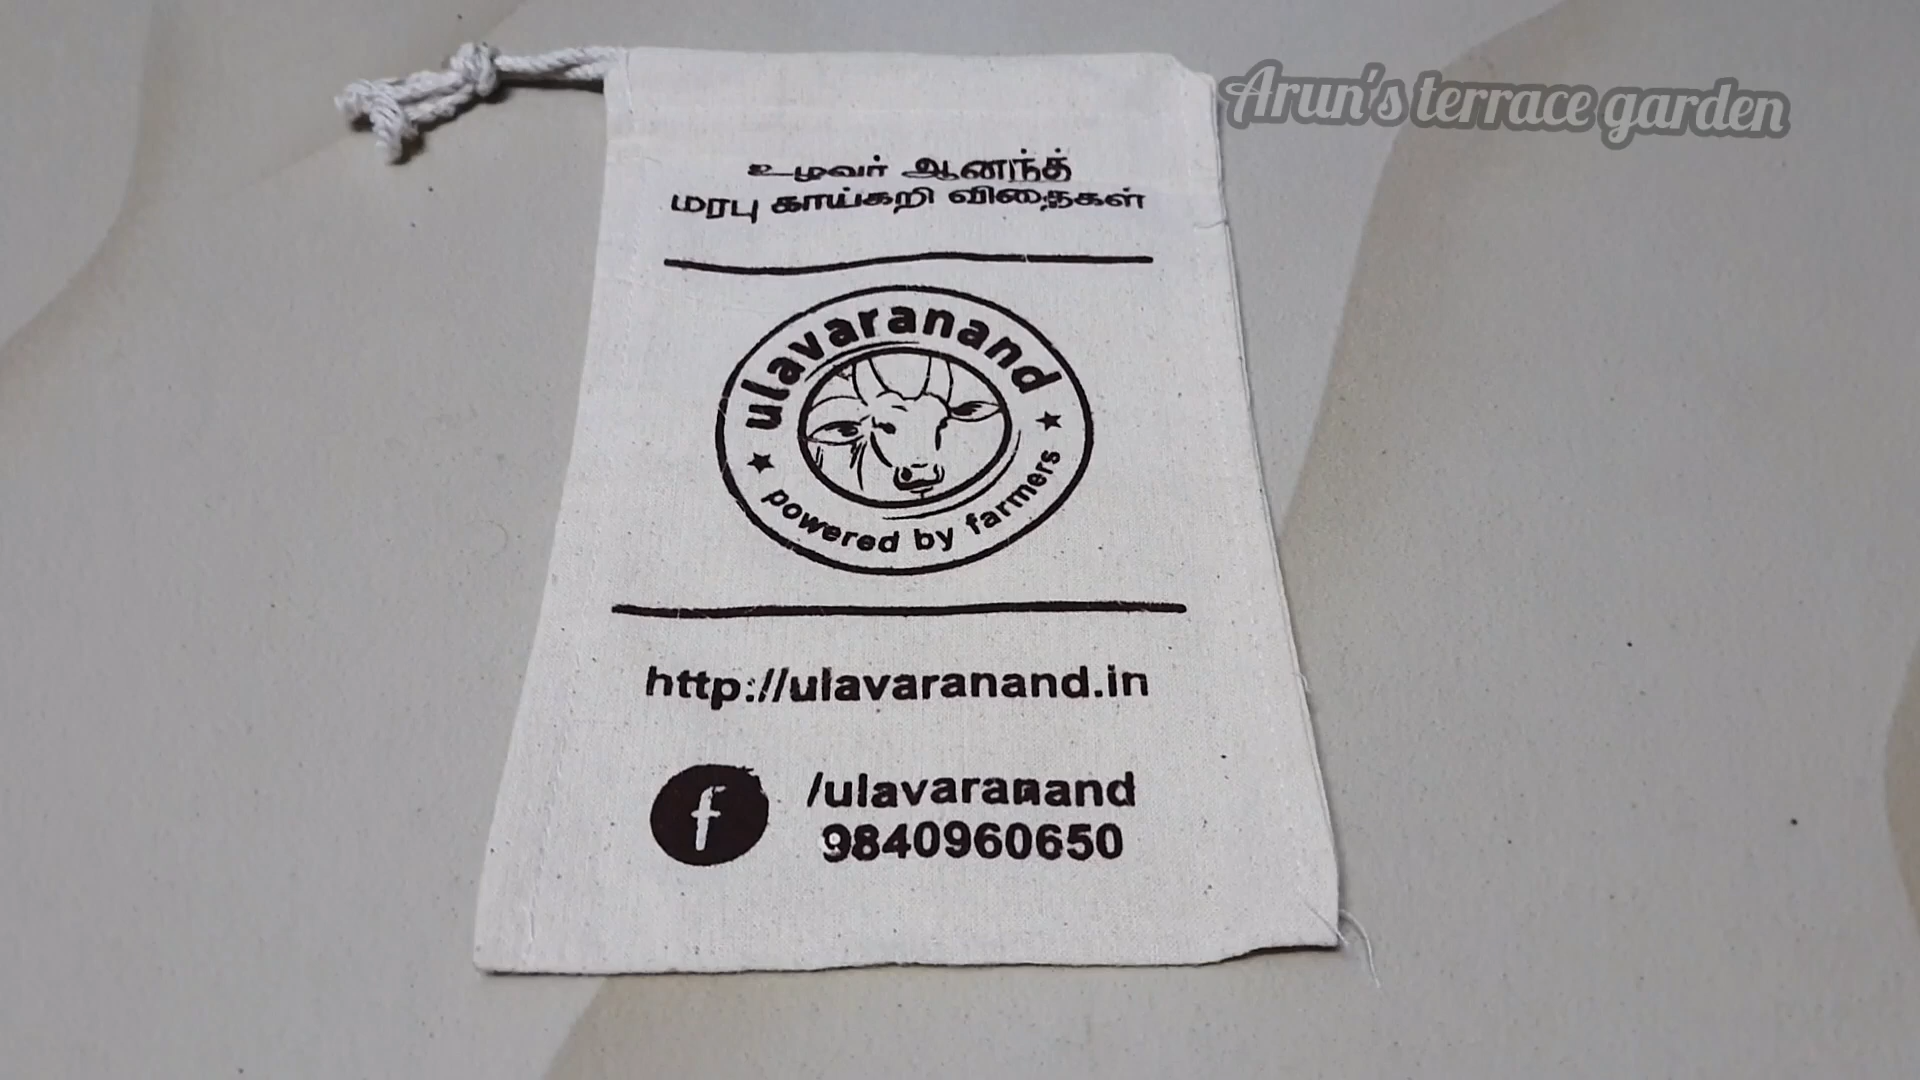 Arun's terrace garden
உழவர் ஆனந்த்
மரபு காய்கறி விதைகள்
ulavaranand
★ powered by farmers ★
http://ulavaranand.in
f /ulavaranand
9840960650